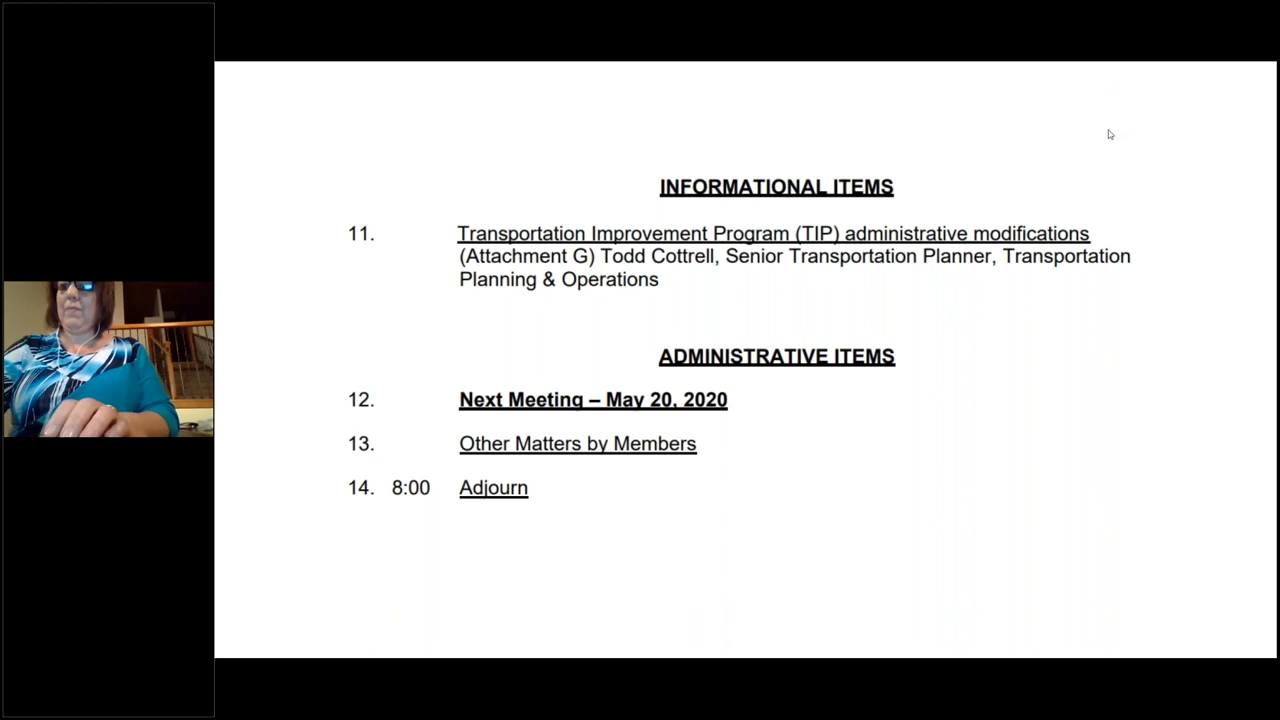 INFORMATIONAL ITEMS
11. Transportation Improvement Program (TIP) administrative modifications
(Attachment G) Todd Cottrell, Senior Transportation Planner, Transportation
Planning & Operations
ADMINISTRATIVE ITEMS
12. Next Meeting – May 20, 2020
13. Other Matters by Members
14. 8:00 Adjourn